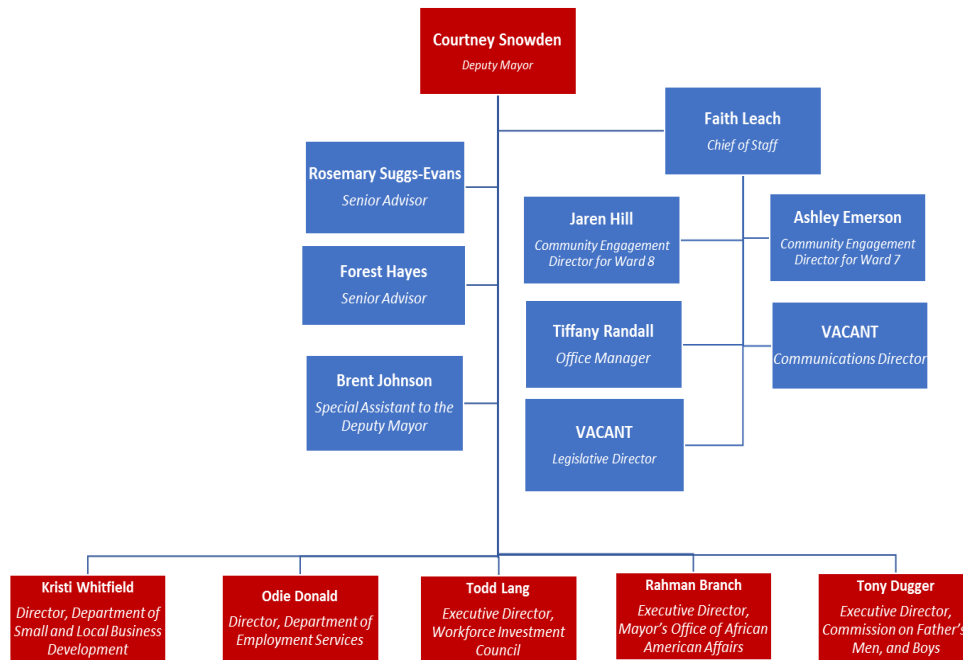 Courtney Snowden
Deputy Mayor
Faith Leach
Chief of Staff
Rosemary Suggs-Evans
Senior Advisor
Jaren Hill
Community Engagement
Director for Ward 8
Ashley Emerson
Community Engagement
Director for Ward 7
Forest Hayes
Senior Advisor
Tiffany Randall
Office Manager
VACANT
Communications Director
Brent Johnson
Special Assistant to the
Deputy Mayor
VACANT
Legislative Director
Kristi Whitfield
Director, Department of
Small and Local Business
Development
Odie Donald
Director, Department of
Employment Services
Todd Lang
Executive Director,
Workforce Investment
Council
Rahman Branch
Executive Director,
Mayor's Office of African
American Affairs
Tony Dugger
Executive Director,
Commission on Father's
Men, and Boys